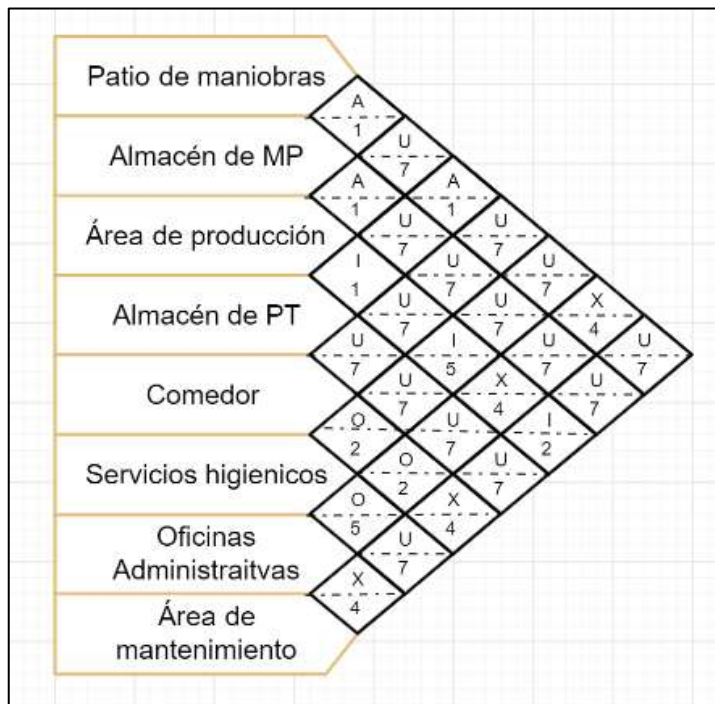 Patio de maniobras
Almacén de MP
Área de producción
Almacén de PT
Comedor
Servicios higienicos
Oficinas
Administraitvas
Área de
mantenimiento
A
1
A
1
I
1
U
7
O
2
O
5
X
4
U
7
U
7
U
7
U
7
O
2
U
7
A
1
U
7
I
5
U
7
X
4
U
7
U
7
X
4
U
7
U
7
U
7
I
2
X
4
U
7
U
7